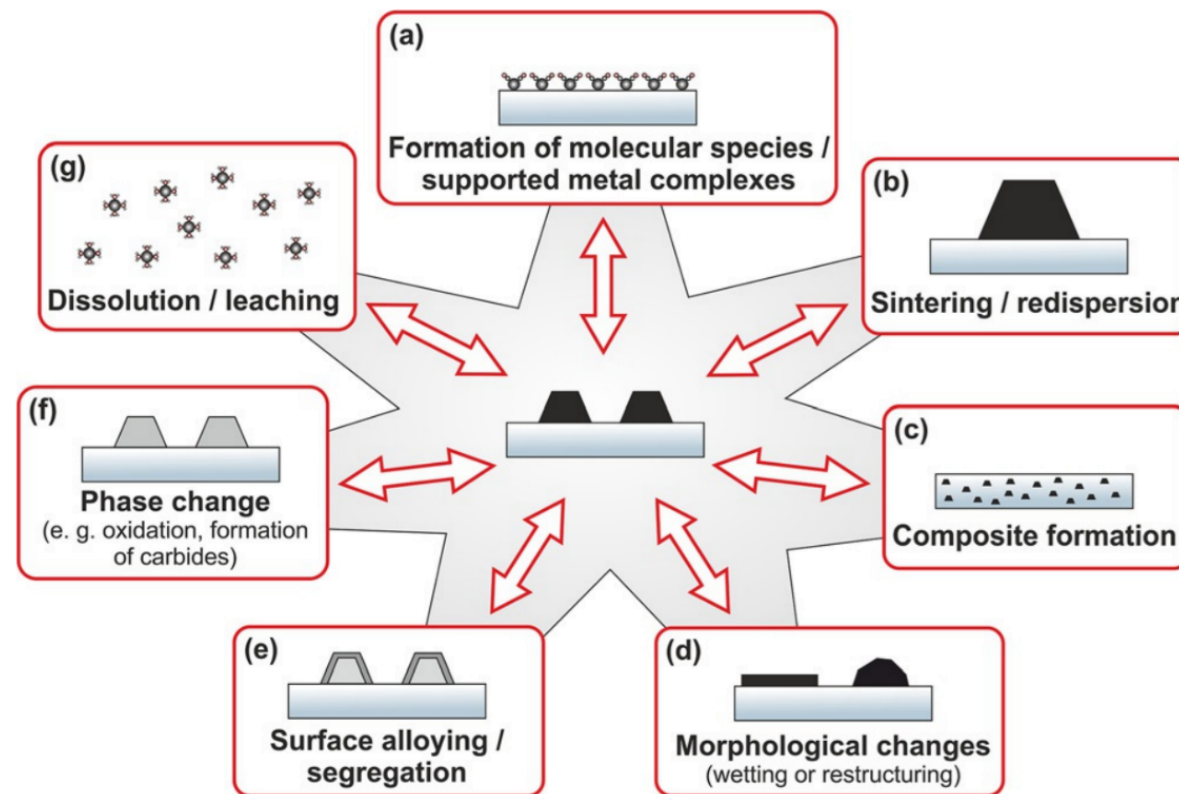 (a)
Formation of molecular species /
supported metal complexes
(b)
Sintering / redispersion
(c)
Composite formation
(d)
Morphological changes
(wetting or restructuring)
(e)
Surface alloying /
segregation
(f)
Phase change
(e. g. oxidation, formation
of carbides)
(g)
Dissolution / leaching